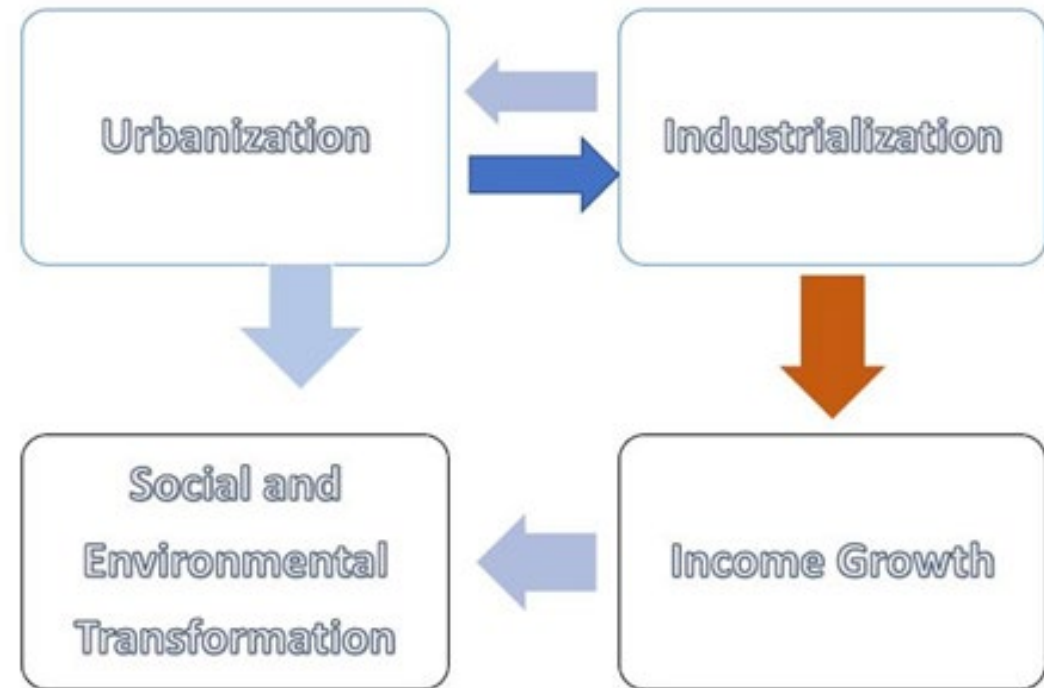 Urbanization
Industrialization
Social and
Environmental
Transformation
Income Growth